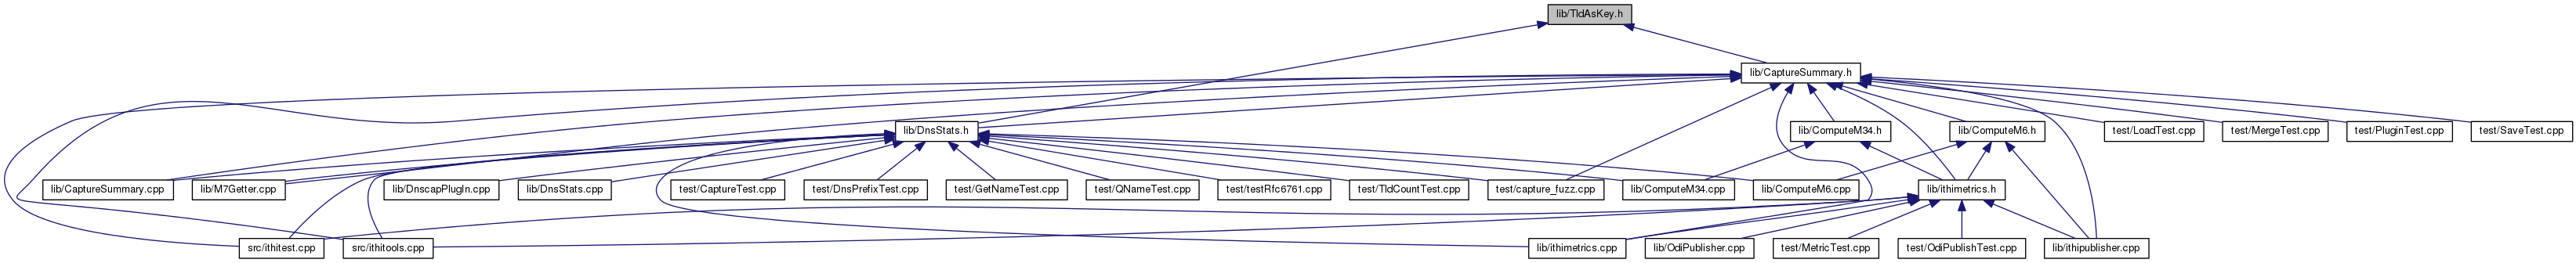 lib/TldAsKey.h
lib/CaptureSummary.h
lib/DnsStats.h
lib/ComputeM34.h
lib/ComputeM6.h
test/LoadTest.cpp
test/MergeTest.cpp
test/PluginTest.cpp
test/SaveTest.cpp
lib/CaptureSummary.cpp
lib/M7Getter.cpp
lib/DnscapPlugIn.cpp
lib/DnsStats.cpp
test/CaptureTest.cpp
test/DnsPrefixTest.cpp
test/GetNameTest.cpp
test/QNameTest.cpp
test/testRfc6761.cpp
test/TldCountTest.cpp
test/capture_fuzz.cpp
lib/ComputeM34.cpp
lib/ComputeM6.cpp
lib/ithimetrics.h
src/ithitest.cpp
src/ithitools.cpp
lib/ithimetrics.cpp
lib/OdiPublisher.cpp
test/MetricTest.cpp
test/OdiPublishTest.cpp
lib/ithipublisher.cpp